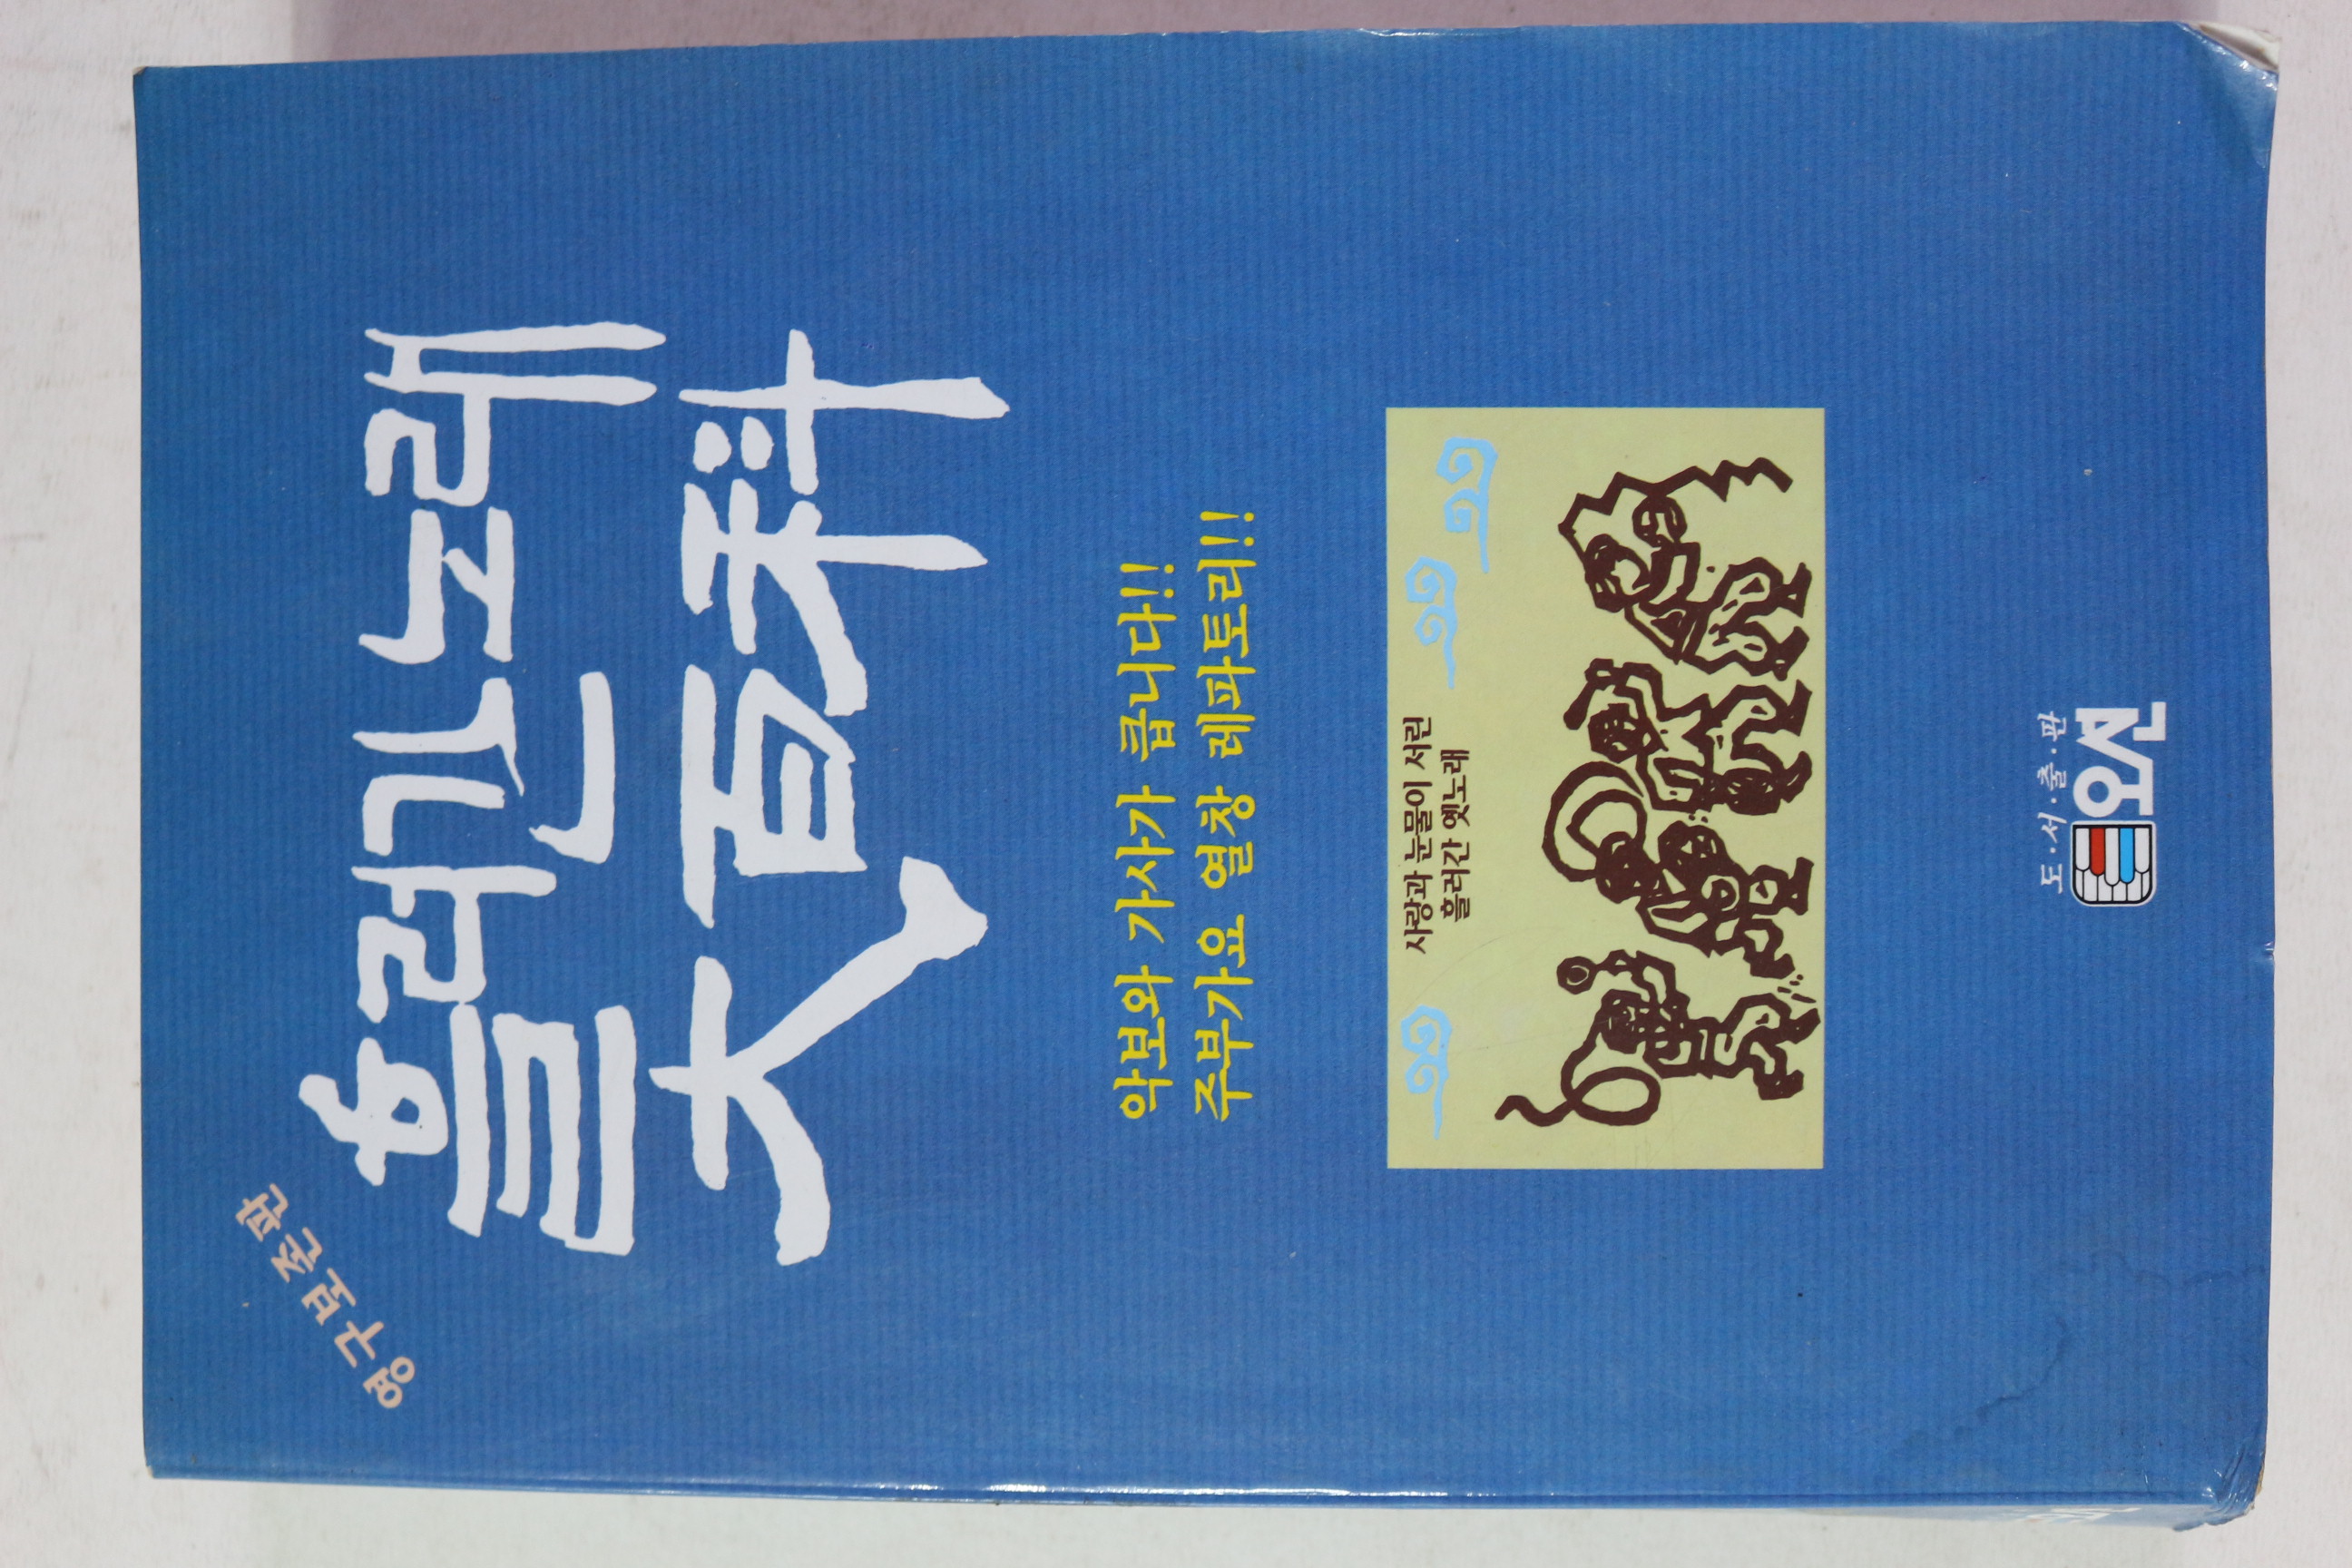 영구보존판
흘러간노래
大百科
악보와 가사가 큽니다!!
주부가요 열창 레파토리!!
사랑과 눈물이 서린
흘러간 옛노래
도·서·출·판